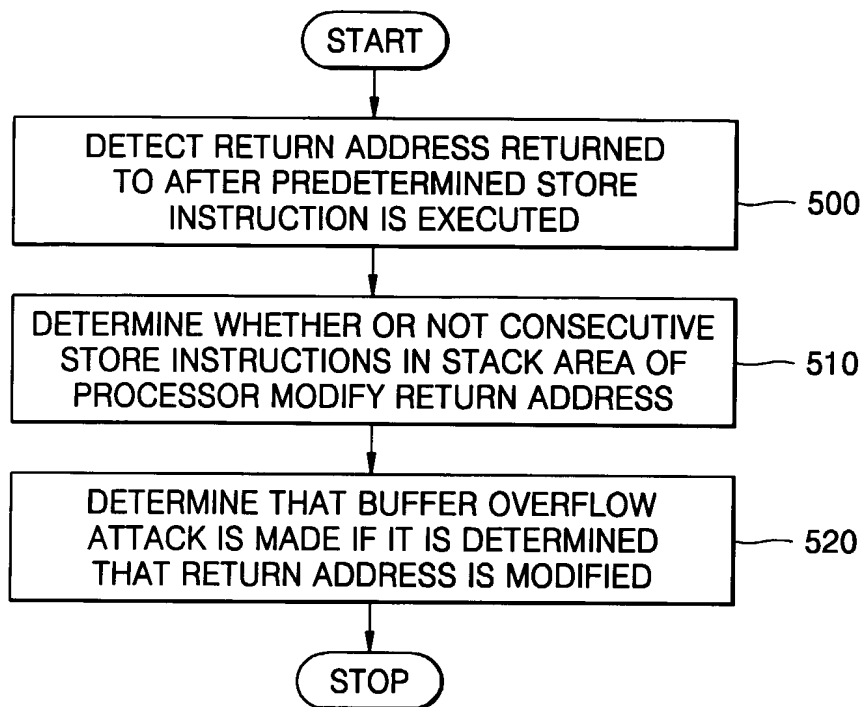 START
DETECT RETURN ADDRESS RETURNED
TO AFTER PREDETERMINED STORE
INSTRUCTION IS EXECUTED
500
DETERMINE WHETHER OR NOT CONSECUTIVE
STORE INSTRUCTIONS IN STACK AREA OF
PROCESSOR MODIFY RETURN ADDRESS
510
DETERMINE THAT BUFFER OVERFLOW
ATTACK IS MADE IF IT IS DETERMINED
THAT RETURN ADDRESS IS MODIFIED
520
STOP